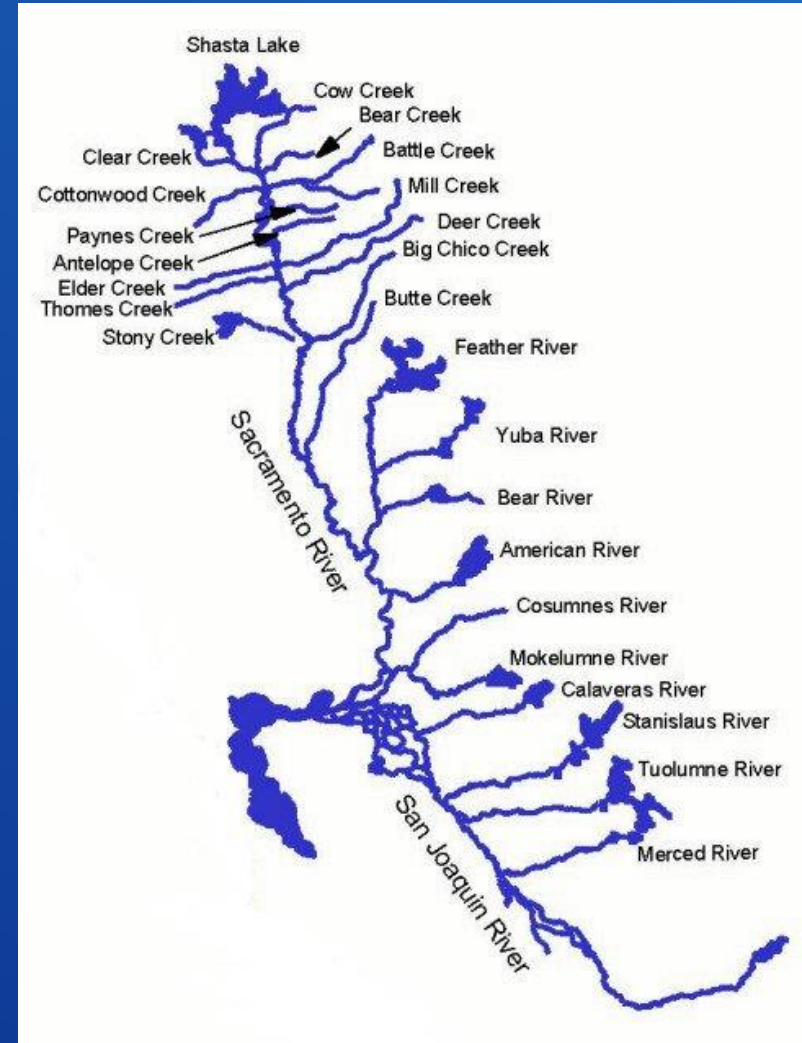 Shasta Lake
Cow Creek
Bear Creek
Clear Creek
Battle Creek
Cottonwood Creek
Mill Creek
Paynes Creek
Deer Creek
Antelope Creek
Big Chico Creek
Elder Creek
Thomes Creek
Butte Creek
Stony Creek
Feather River
Sacramento River
Yuba River
Bear River
American River
Cosumnes River
Mokelumne River
Calaveras River
Stanislaus River
Tuolumne River
San Joaquin River
Merced River